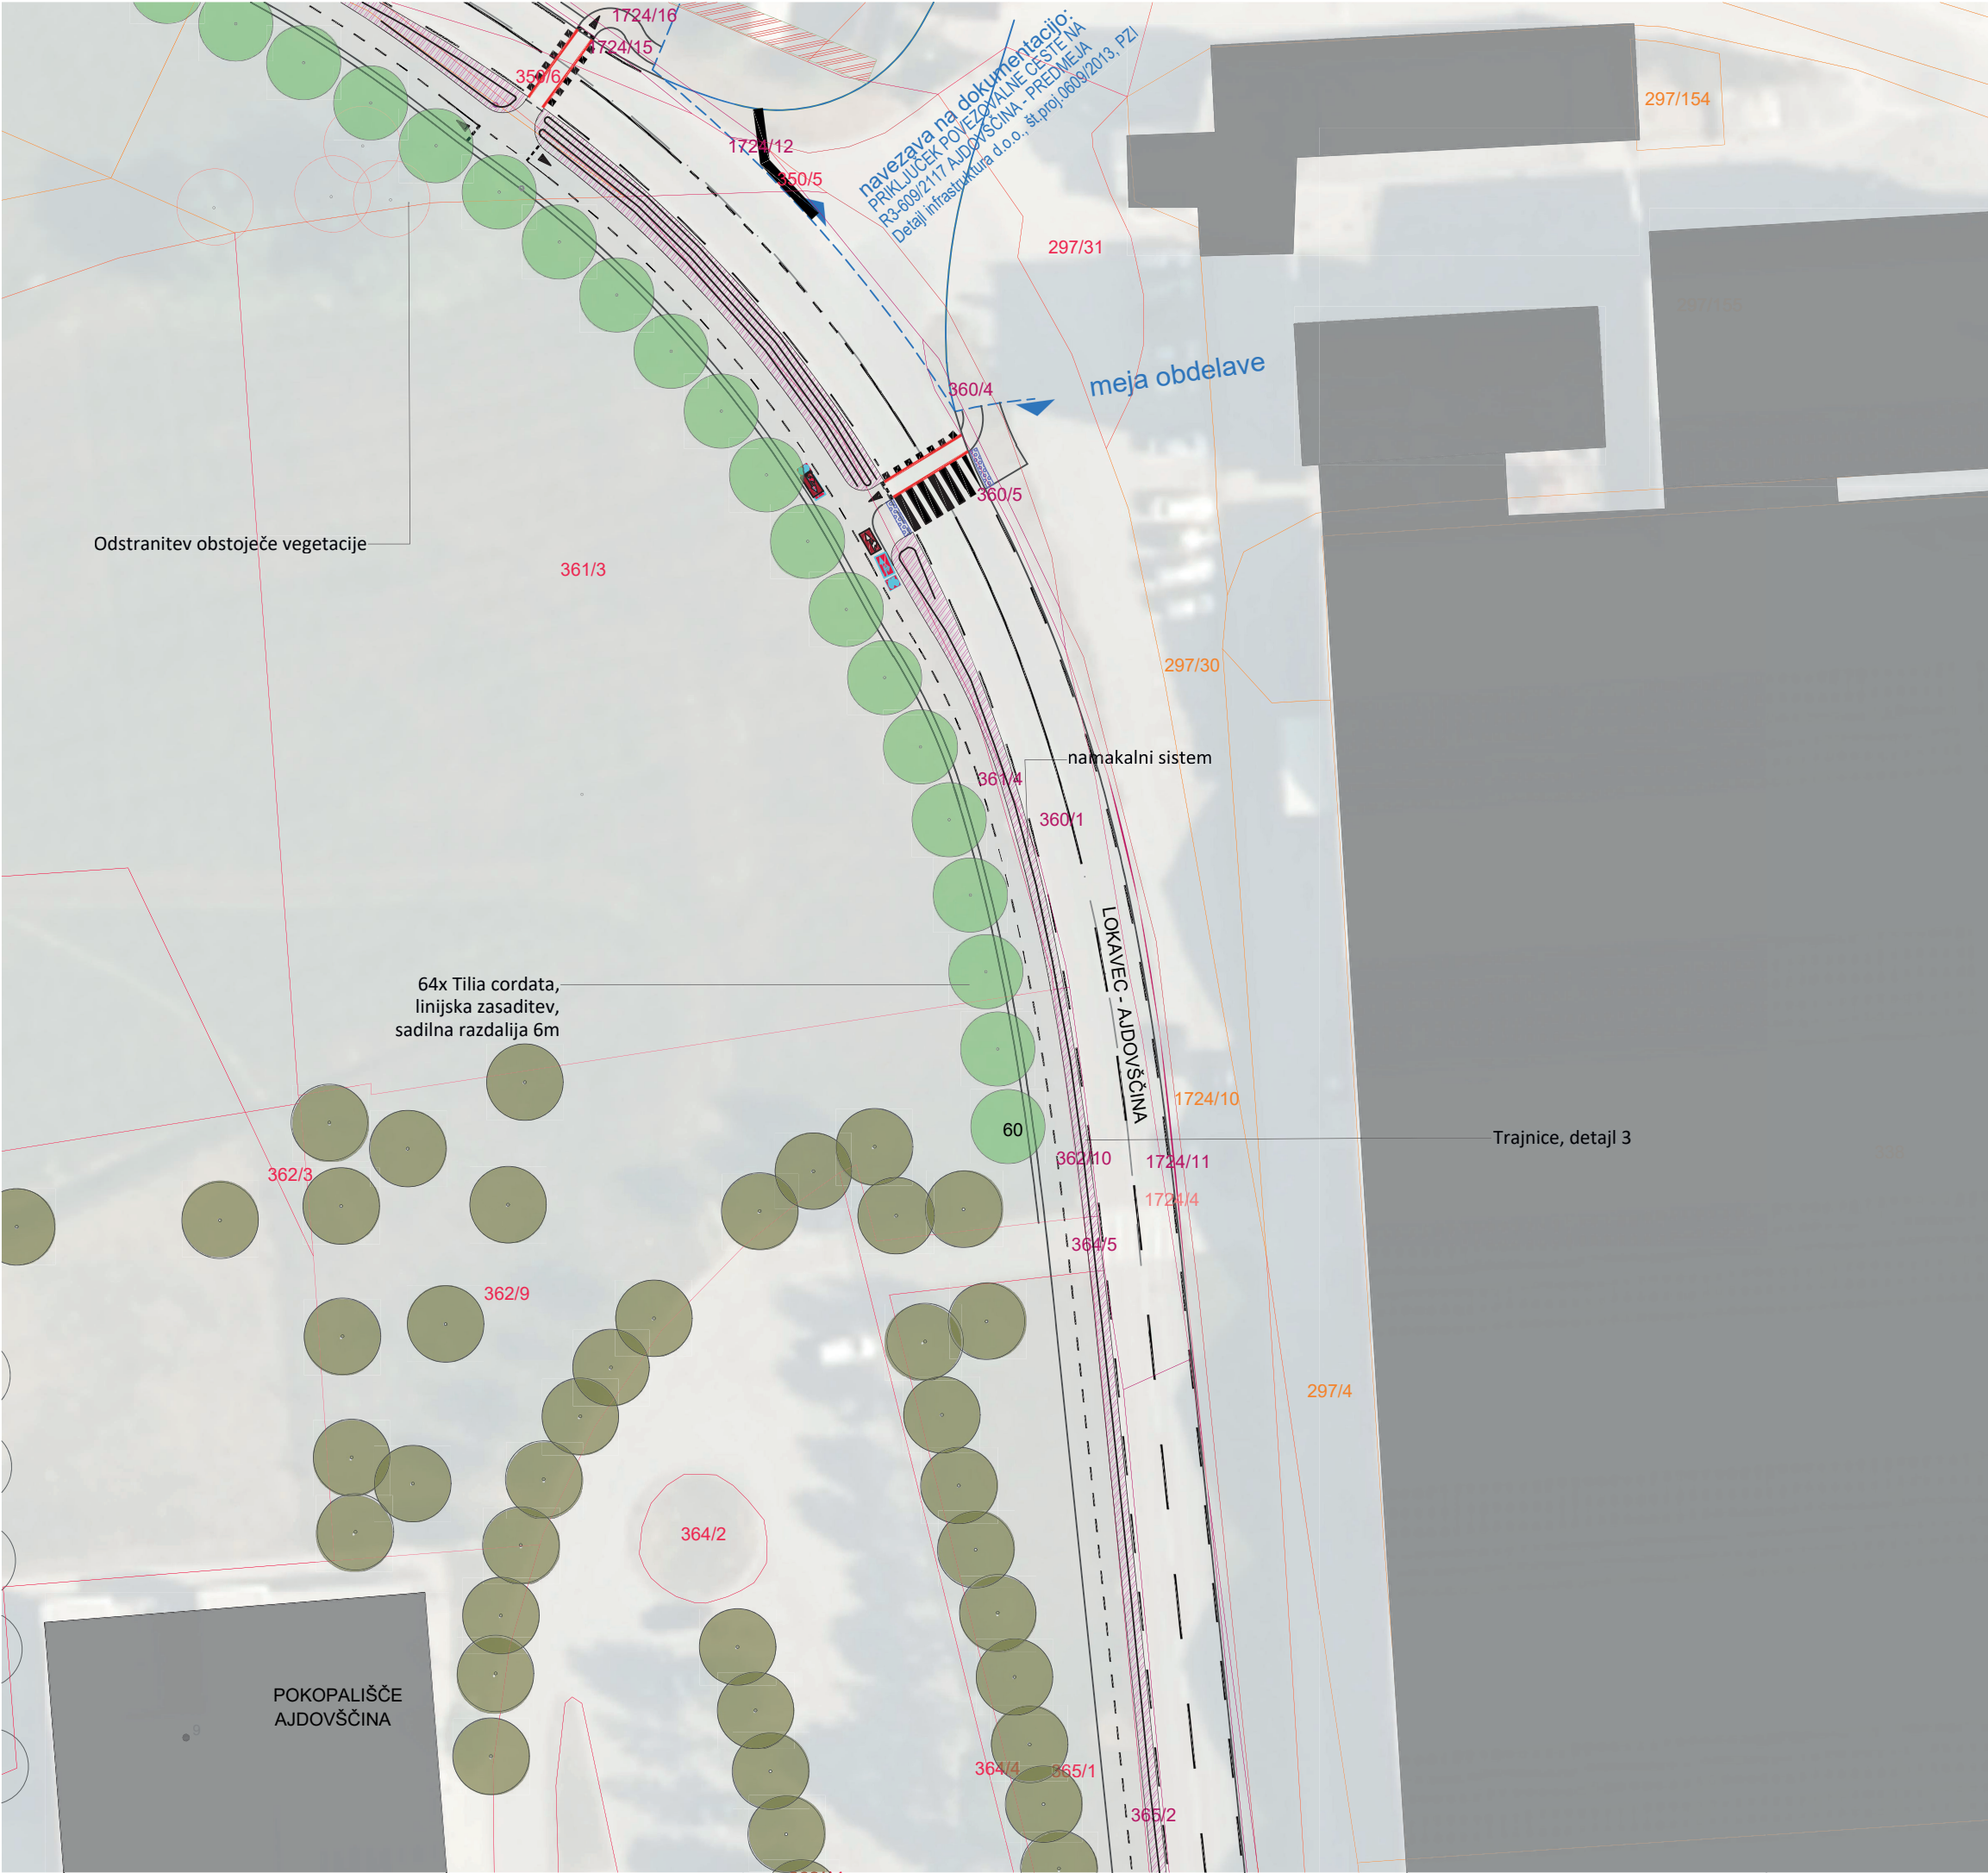 1724/16
1724/15
350/6
navezava na dokumentacijo:
PRIKLJUČEK POVEZOVALNE CESTE NA
R3-609/2117 AJDOVŠČINA - PREDMEJA
Detajl infrastruktura d.o.o., št.proj.0609/2013, PZI
297/154
1724/12
350/5
297/31
360/4
meja obdelave
360/5
Odstranitev obstoječe vegetacije
361/3
297/30
namakalni sistem
361/4
360/1
LOKAVEC - AJDOVŠČINA
64x Tilia cordata,
linijska zasaditev,
sadilna razdalija 6m
1724/10
60
Trajnice, detajl 3
362/10
1724/11
362/3
1724/4
364/5
362/9
297/4
364/2
POKOPALIŠČE
AJDOVŠČINA
9
364/4
365/1
365/2